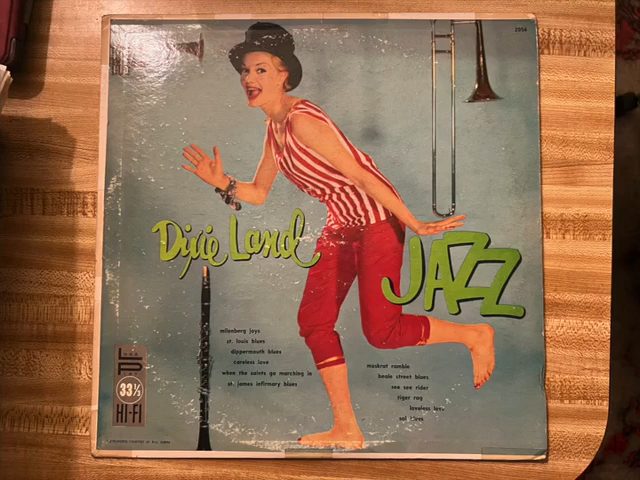 2056
Dixie Land
JAZZ
milenberg joys
st. louis blues
dippermouth blues
careless love
when the saints go marching in
st. james infirmary blues
muskrat ramble
beale street blues
see see rider
tiger rag
loveless love
LP
33⅓
HI-FI